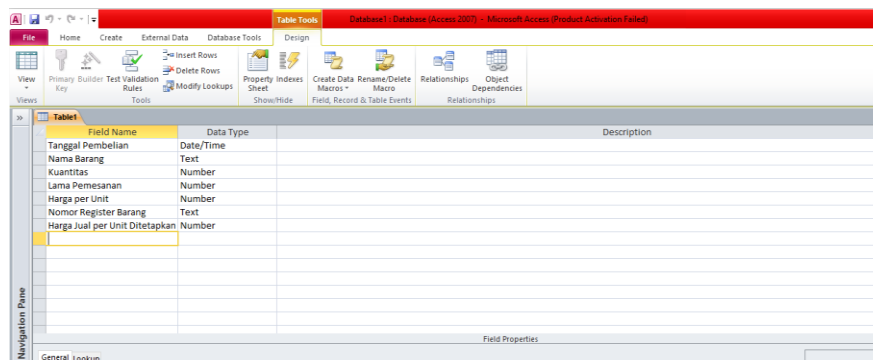 Table Tools
Database1 : Database (Access 2007) - Microsoft Access (Product Activation Failed)
File Home Create External Data Database Tools Design
View
Primary Key
Builder
Test Validation Rules
Insert Rows
Delete Rows
Modify Lookups
Property Sheet
Indexes
Create Data Macros
Rename/Delete Macro
Relationships
Object Dependencies
Views Tools Show/Hide Field, Record & Table Events Relationships
Table1
Field Name Data Type Description
Tanggal Pembelian Date/Time
Nama Barang Text
Kuantitas Number
Lama Pemesanan Number
Harga per Unit Number
Nomor Register Barang Text
Harga Jual per Unit Ditetapkan Number
Navigation Pane
Field Properties
General Lookup